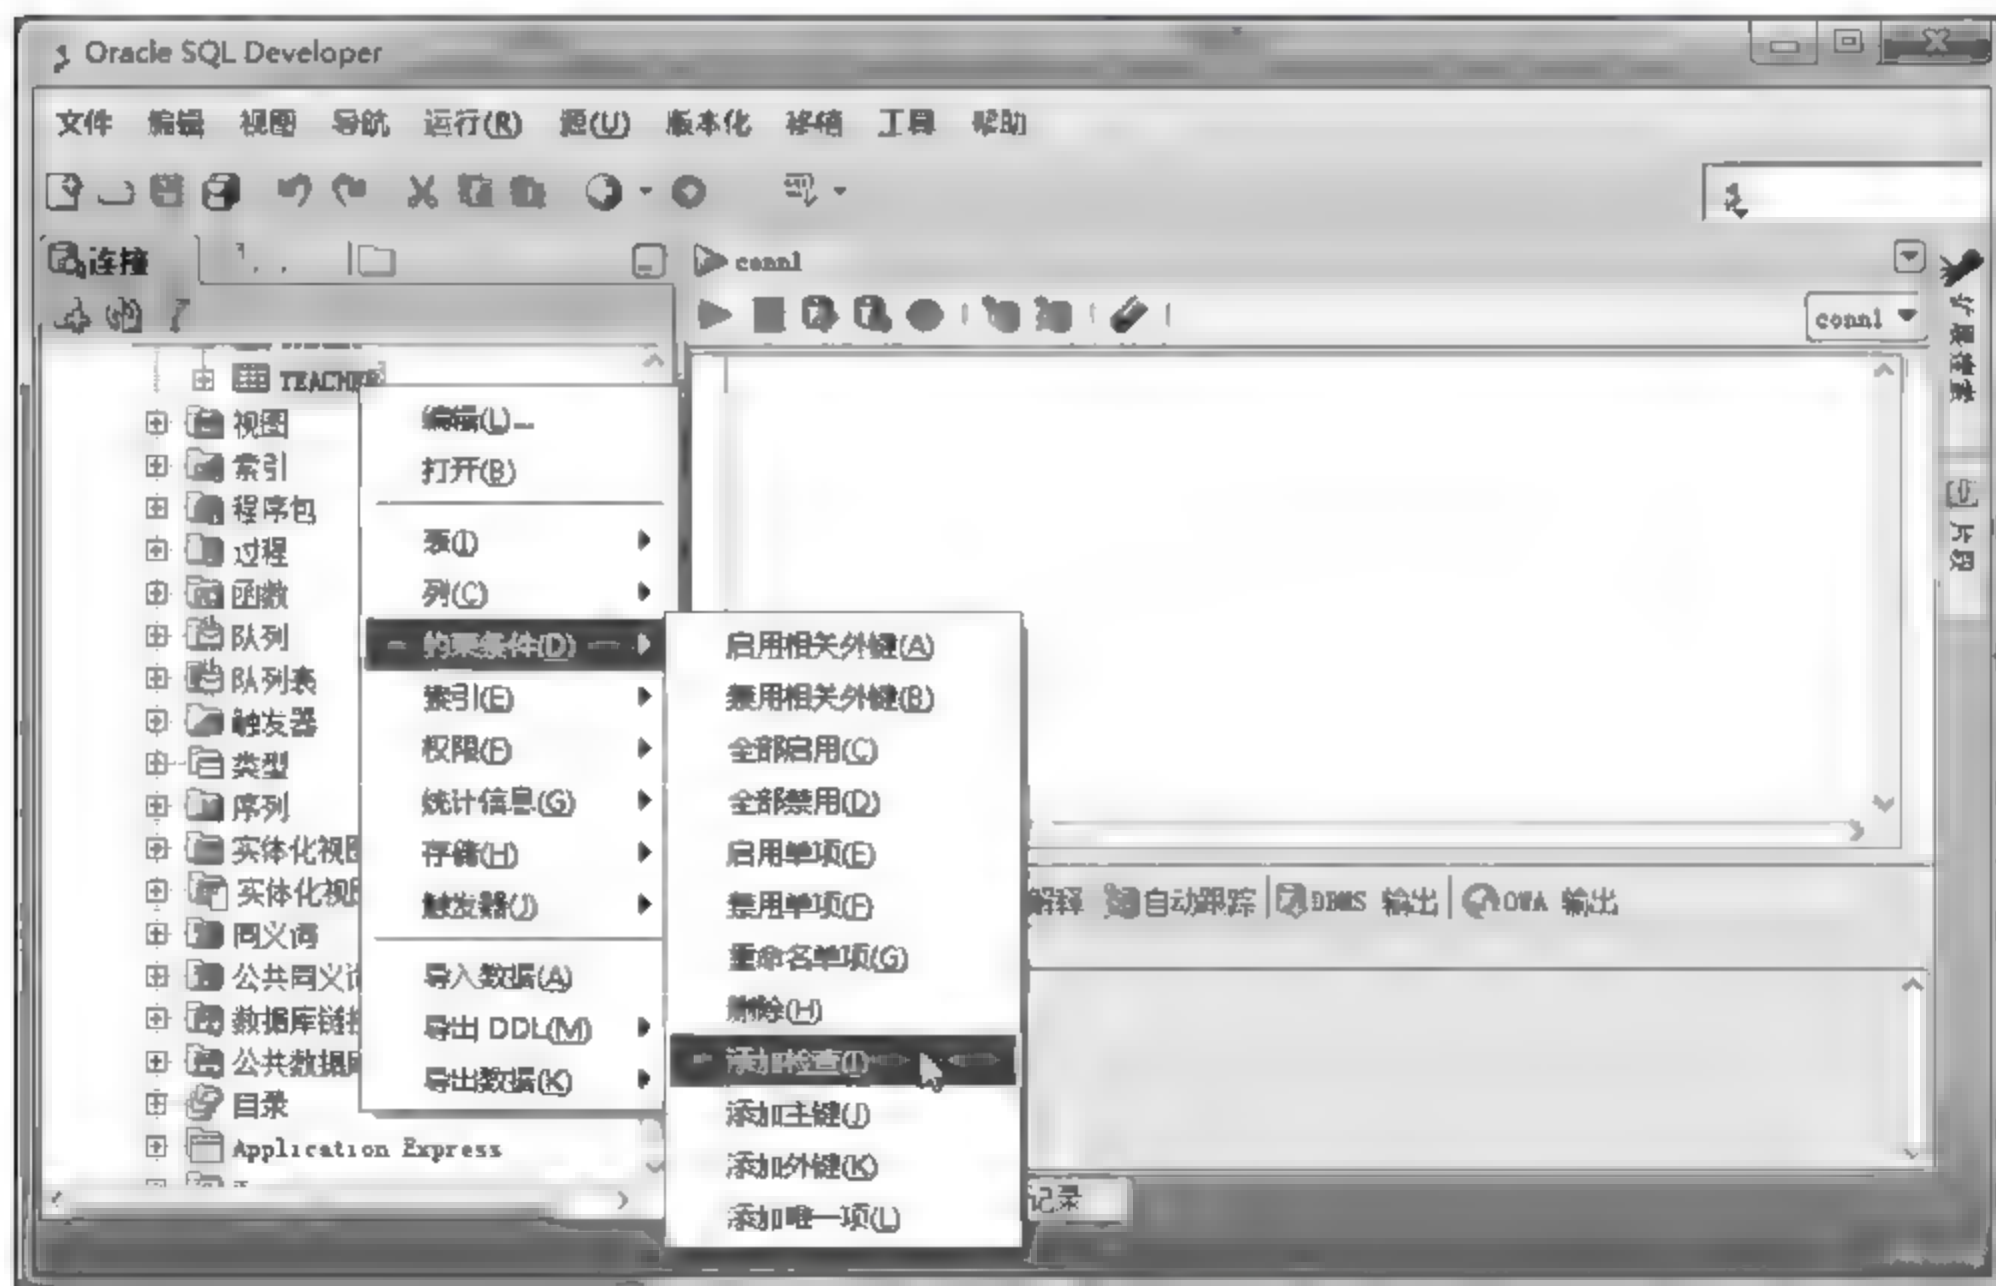 Oracle SQL Developer
文件 编辑 视图 导航 运行(R) 源(U) 版本化 移植 工具 帮助
连接
conn1
conn1
扩展搜索
片段
TEACHER
视图
索引
程序包
过程
函数
队列
队列表
触发器
类型
序列
实体化视图
实体化视图
同义词
公共同义词
数据库链接
公共数据库
目录
Application Express
编辑(L)...
打开(B)
表(I)
列(C)
约束条件(D)
索引(E)
权限(F)
统计信息(G)
存储(H)
触发器(J)
导入数据(A)
导出 DDL(M)
导出数据(K)
启用相关外键(A)
禁用相关外键(B)
全部启用(C)
全部禁用(D)
启用单项(E)
禁用单项(F)
重命名单项(G)
删除(H)
添加检查(I)
添加主键(J)
添加外键(K)
添加唯一项(L)
解释 自动跟踪 DBMS 输出 OWA 输出
记录